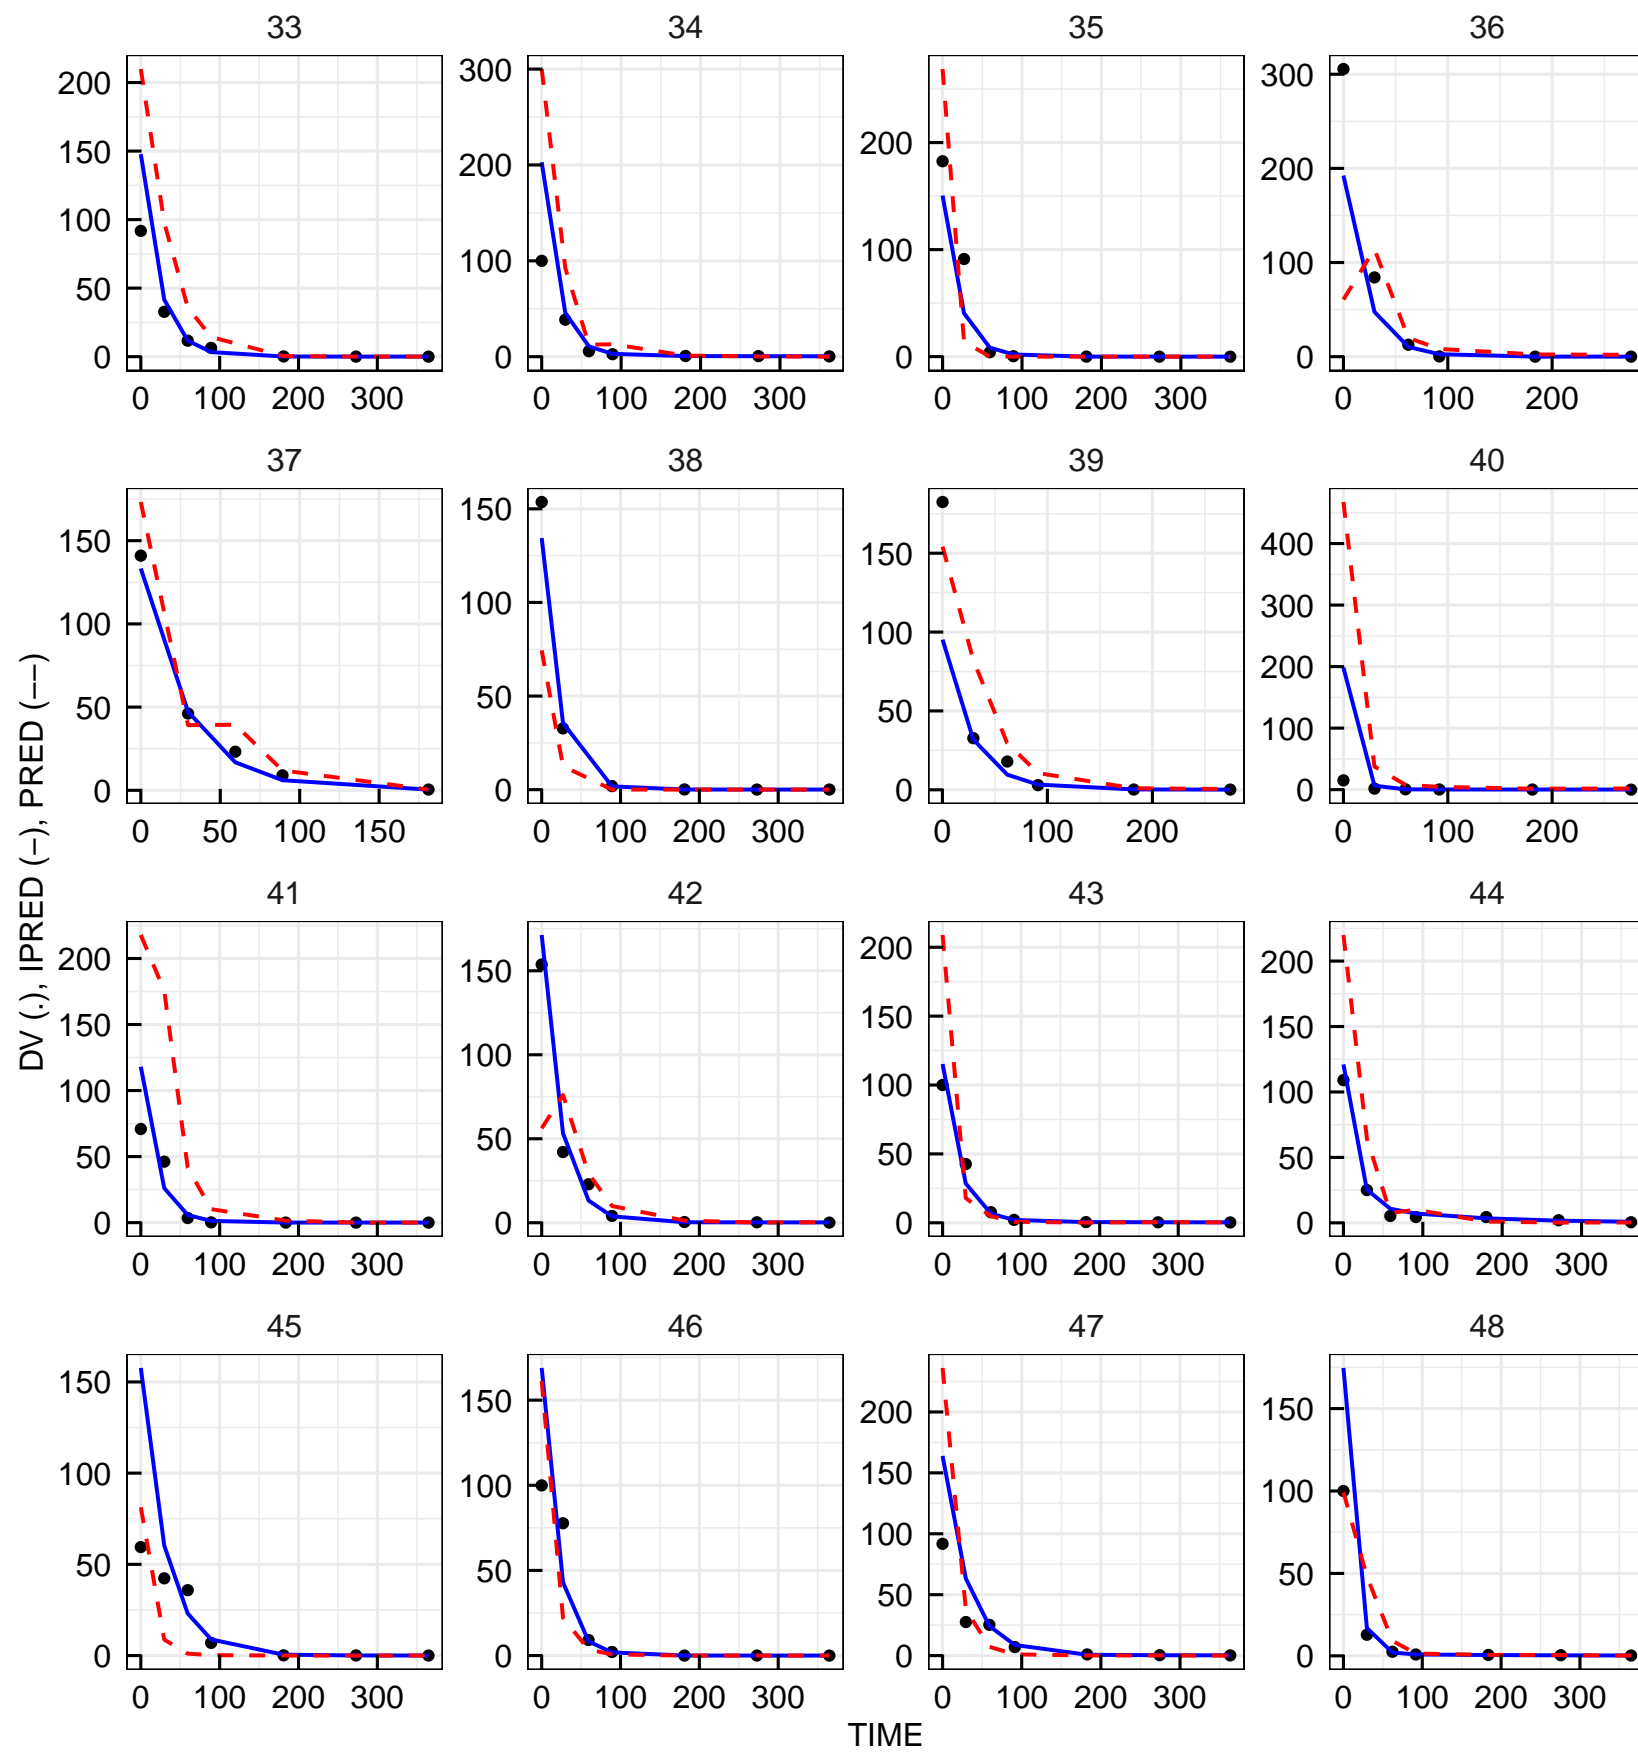 33 34 35 36
200 300 200 300
150 200 100 200
100 100 0 100
50 0 0
0
0 100 200 300 0 100 200 300 0 100 200 300 0 100 200
37 38 39 40
150 150 150 400
100 100 100 300
50 50 50 200
0 0 0 100
0
0 50 100 150 0 100 200 300 0 100 200 0 100 200
DV (.), IPRED (−), PRED (−−)
41 42 43 44
200 150 200 200
150 100 150 150
100 50 100 100
50 0 50 50
0 0 0
0 100 200 300 0 100 200 300 0 100 200 300 0 100 200 300
45 46 47 48
150 150 200 150
100 100 150 100
50 50 100 50
0 0 50 0
0
0 100 200 300 0 100 200 300 0 100 200 300 0 100 200 300
TIME